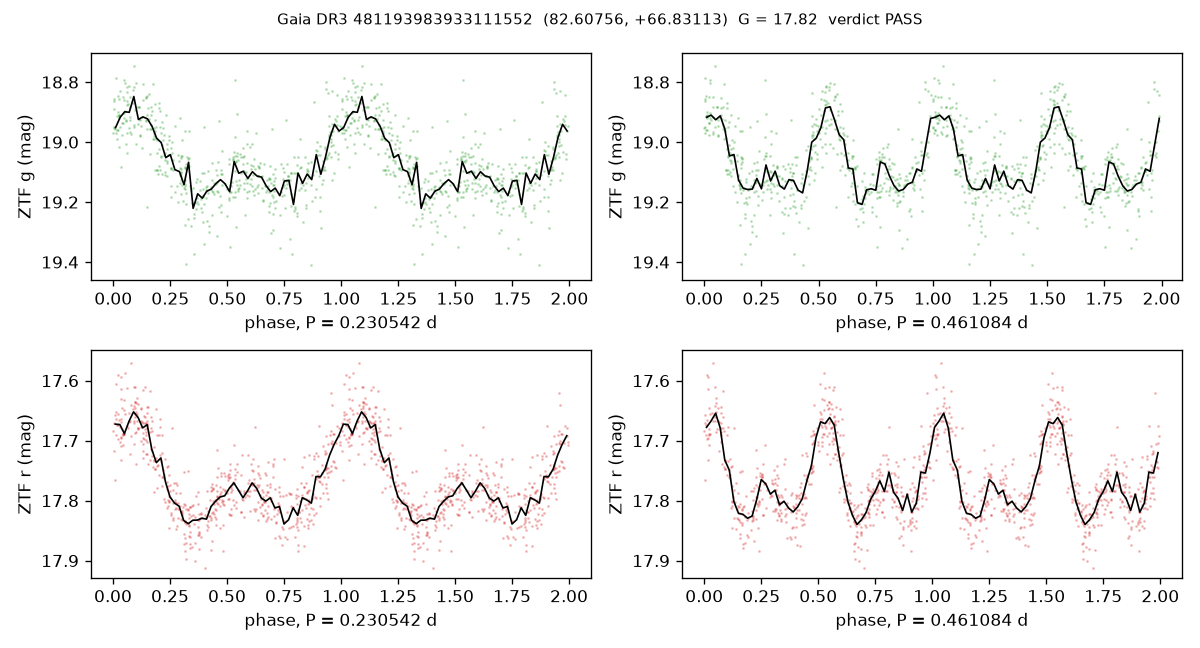 Gaia DR3 481193983933111552  (82.60756, +66.83113)  G = 17.82  verdict PASS
ZTF g (mag)
18.8
19.0
19.2
19.4
0.00 0.25 0.50 0.75 1.00 1.25 1.50 1.75 2.00
phase, P = 0.230542 d
ZTF g (mag)
18.8
19.0
19.2
19.4
0.00 0.25 0.50 0.75 1.00 1.25 1.50 1.75 2.00
phase, P = 0.461084 d
ZTF r (mag)
17.6
17.7
17.8
17.9
0.00 0.25 0.50 0.75 1.00 1.25 1.50 1.75 2.00
phase, P = 0.230542 d
ZTF r (mag)
17.6
17.7
17.8
17.9
0.00 0.25 0.50 0.75 1.00 1.25 1.50 1.75 2.00
phase, P = 0.461084 d